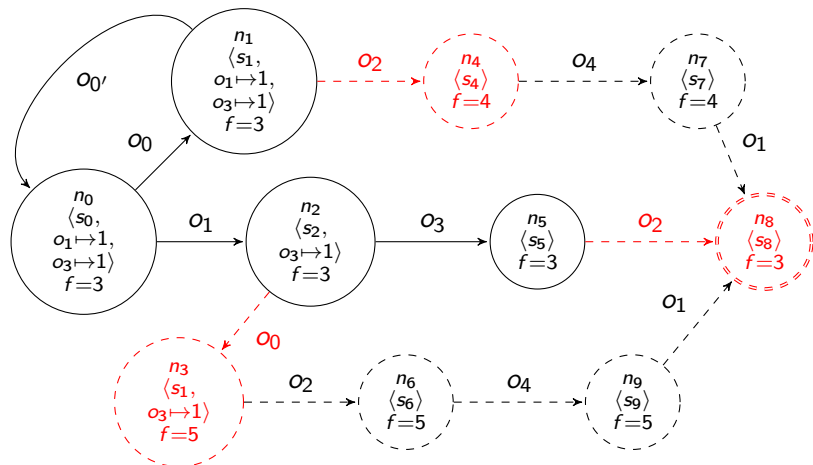 n₁
⟨s₁,
o₁↦1,
o₃↦1⟩
f=3
o₂
n₄
⟨s₄⟩
f=4
o₄
n₇
⟨s₇⟩
f=4
o₀′
o₀
o₁
n₀
⟨s₀,
o₁↦1,
o₃↦1⟩
f=3
o₁
n₂
⟨s₂,
o₃↦1⟩
f=3
o₃
n₅
⟨s₅⟩
f=3
o₂
n₈
⟨s₈⟩
f=3
o₀
o₁
n₃
⟨s₁,
o₃↦1⟩
f=5
o₂
n₆
⟨s₆⟩
f=5
o₄
n₉
⟨s₉⟩
f=5